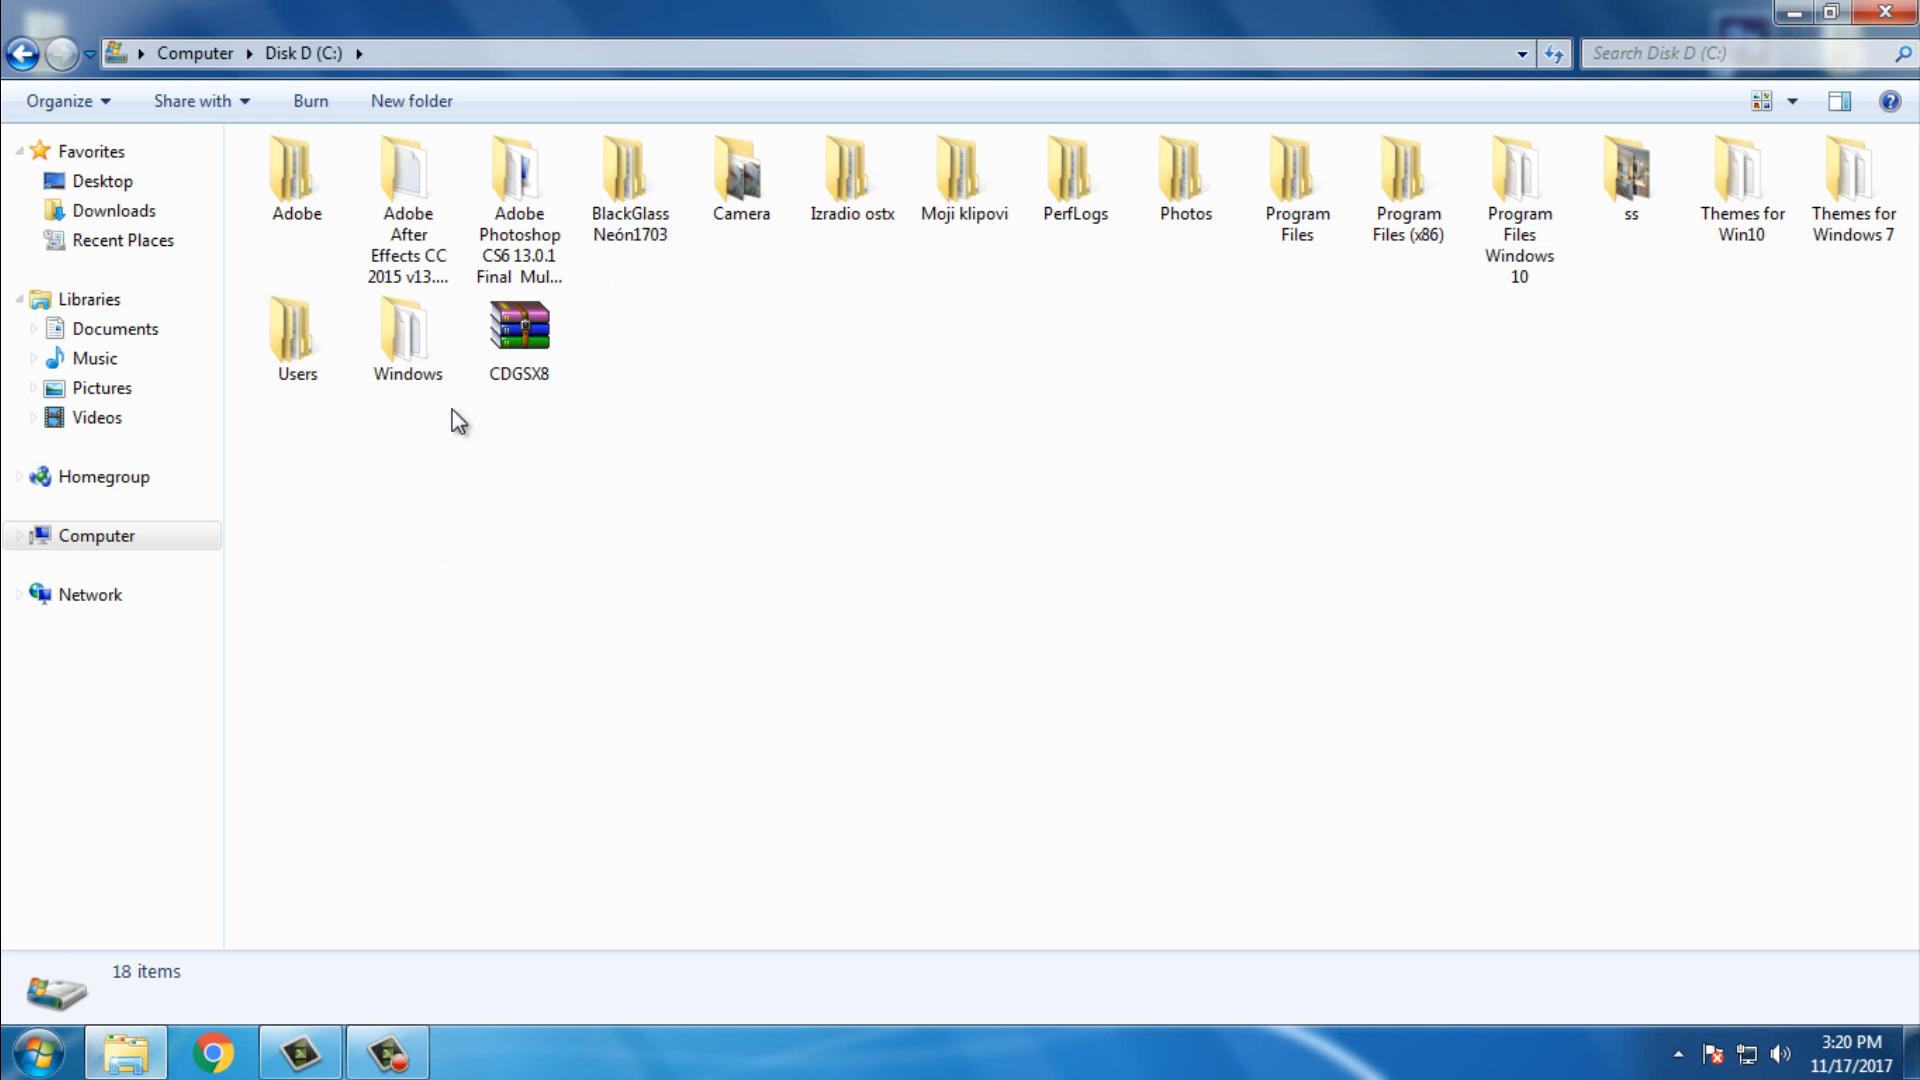 Computer
Disk D (C:)
Search Disk D (C:)
Organize
Share with
Burn
New folder
Favorites
Desktop
Downloads
Recent Places
Libraries
Documents
Music
Pictures
Videos
Homegroup
Computer
Network
Adobe
Adobe
After
Effects CC
2015 v13....
Adobe
Photoshop
CS6 13.0.1
Final Mul...
BlackGlass
Neón1703
Camera
Izradio ostx
Moji klipovi
PerfLogs
Photos
Program
Files
Program
Files (x86)
Program
Files
Windows
10
ss
Themes for
Win10
Themes for
Windows 7
Users
Windows
CDGSX8
18 items
3:20 PM
11/17/2017